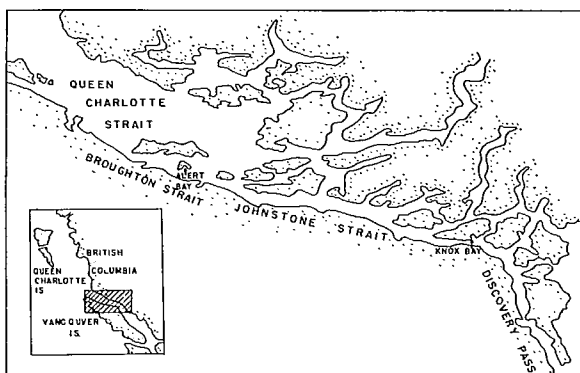 QUEEN
CHARLOTTE
STRAIT
ALERT
BAY
BROUGHTON STRAIT
JOHNSTONE STRAIT
KNOX BAY
DISCOVERY PASS
BRITISH
COLUMBIA
QUEEN
CHARLOTTE
IS
VANCOUVER
IS.